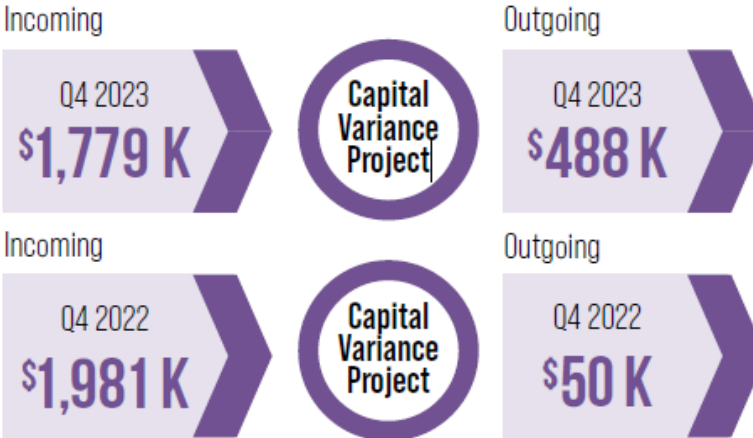 Incoming
Outgoing
Q4 2023
$1,779 K
Capital
Variance
Project
Q4 2023
$488 K
Incoming
Outgoing
Q4 2022
$1,981 K
Capital
Variance
Project
Q4 2022
$50 K